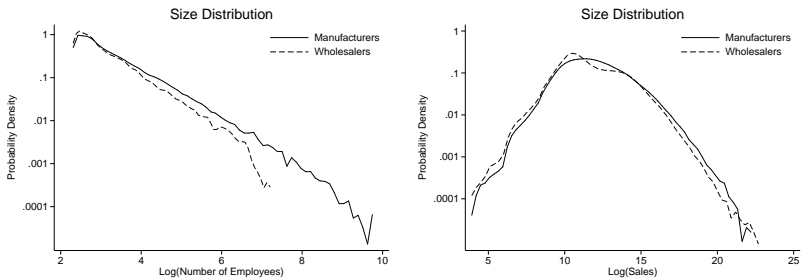 Size Distribution
Manufacturers
Wholesalers
Probability Density
1
.1
.01
.001
.0001
2
4
6
8
10
Log(Number of Employees)
Size Distribution
Manufacturers
Wholesalers
Probability Density
.1
.1
.01
.001
.0001
5
10
15
20
25
Log(Sales)